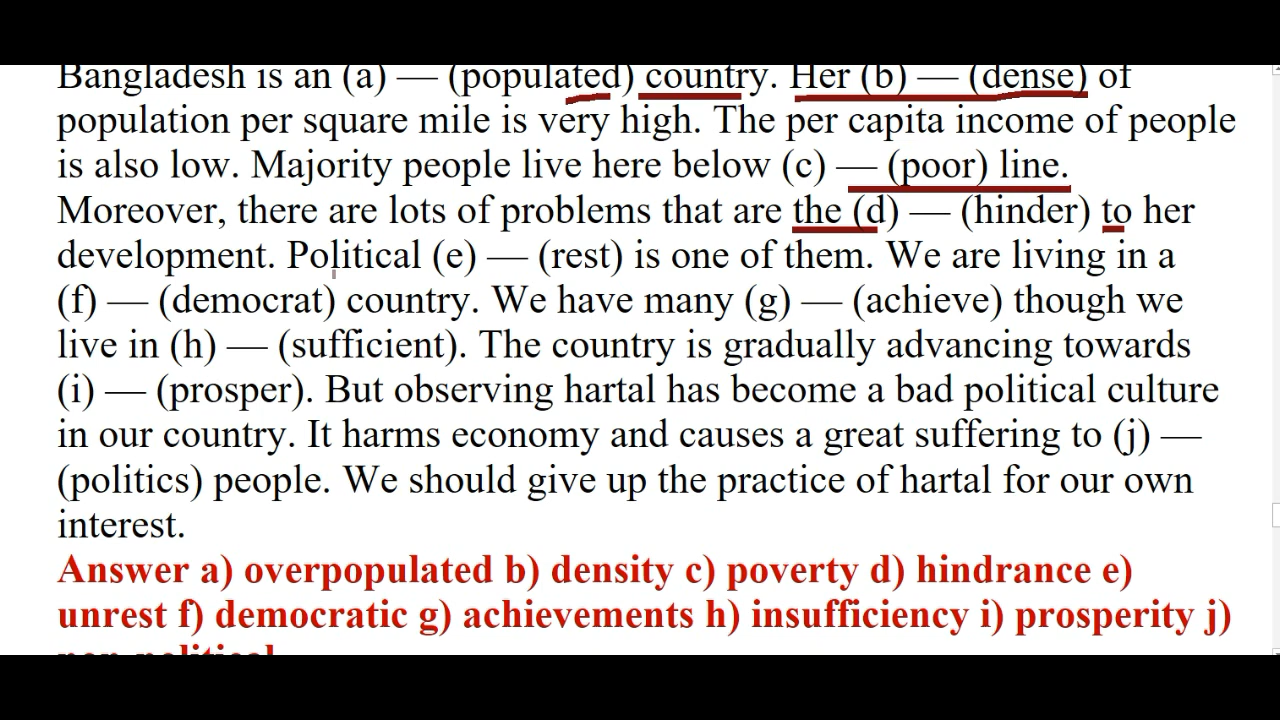 Bangladesh is an (a) — (populated) country. Her (b) — (dense) of
population per square mile is very high. The per capita income of people
is also low. Majority people live here below (c) — (poor) line.
Moreover, there are lots of problems that are the (d) — (hinder) to her
development. Political (e) — (rest) is one of them. We are living in a
(f) — (democrat) country. We have many (g) — (achieve) though we
live in (h) — (sufficient). The country is gradually advancing towards
(i) — (prosper). But observing hartal has become a bad political culture
in our country. It harms economy and causes a great suffering to (j) —
(politics) people. We should give up the practice of hartal for our own
interest.
Answer a) overpopulated b) density c) poverty d) hindrance e)
unrest f) democratic g) achievements h) insufficiency i) prosperity j)